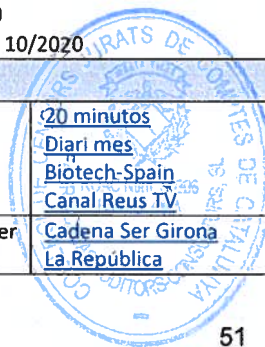 10/2020
20 minutos
Diari mes
Biotech-Spain
Canal Reus TV
er Cadena Ser Girona
La República
51